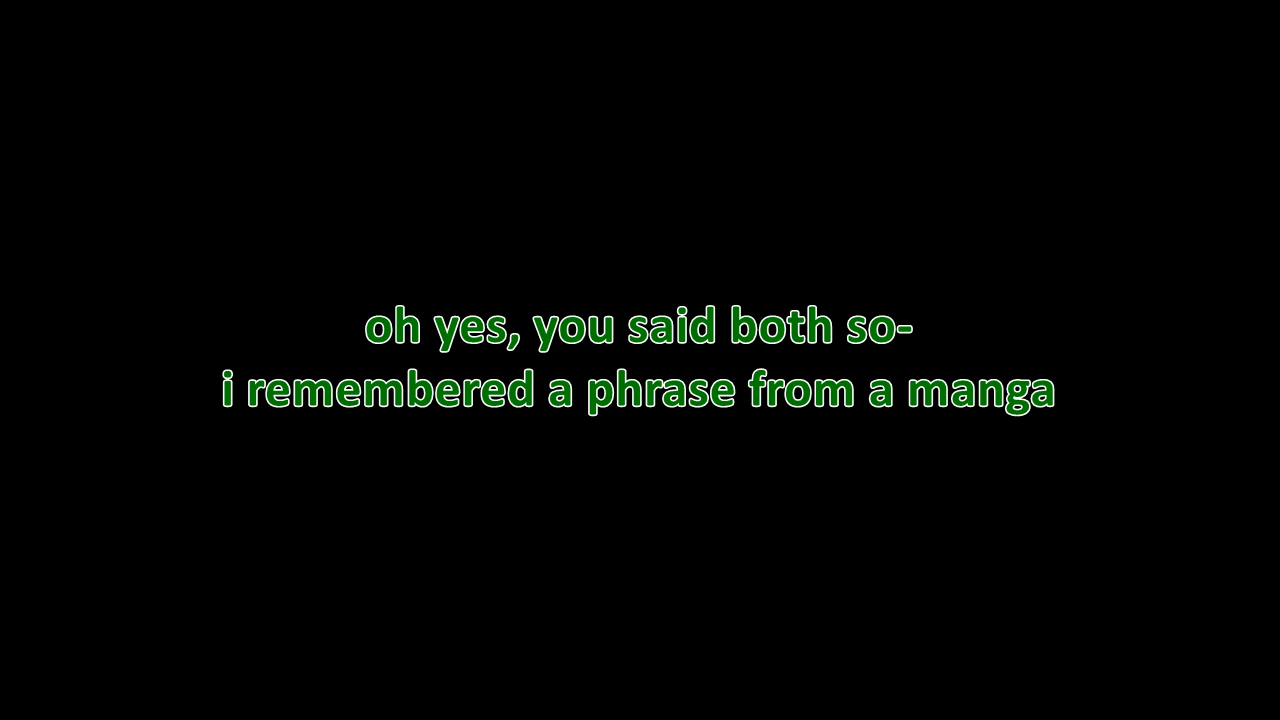 oh yes, you said both so-
i remembered a phrase from a manga